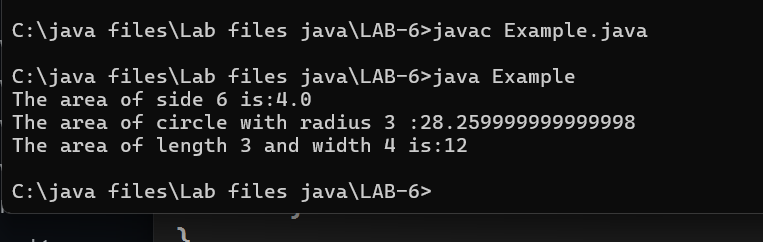 C:\java files\Lab files java\LAB-6>javac Example.java
C:\java files\Lab files java\LAB-6>java Example
The area of side 6 is:4.0
The area of circle with radius 3 :28.259999999999998
The area of length 3 and width 4 is:12
C:\java files\Lab files java\LAB-6>
}